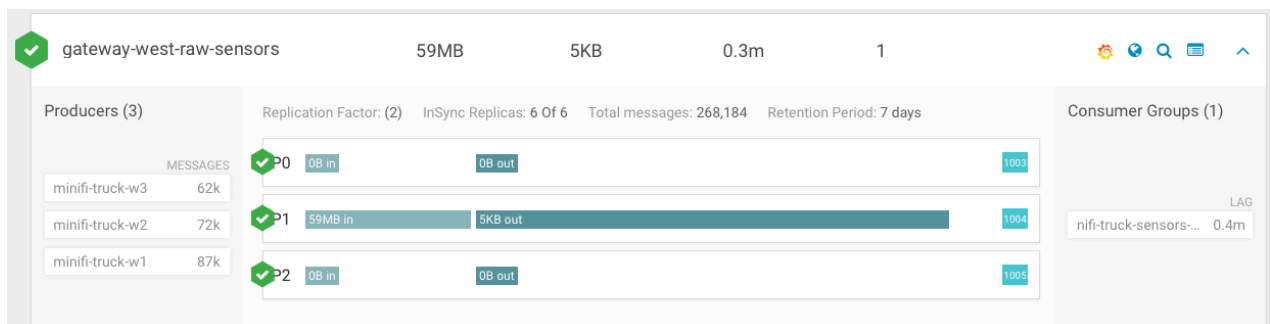 gateway-west-raw-sensors 59MB 5KB 0.3m 1
Producers (3)
MESSAGES
minifi-truck-w3 62k
minifi-truck-w2 72k
minifi-truck-w1 87k
Replication Factor: (2) InSync Replicas: 6 Of 6 Total messages: 268,184 Retention Period: 7 days
P0 0B in 0B out 1003
P1 59MB in 5KB out 1004
P2 0B in 0B out 1005
Consumer Groups (1)
LAG
nifi-truck-sensors-... 0.4m